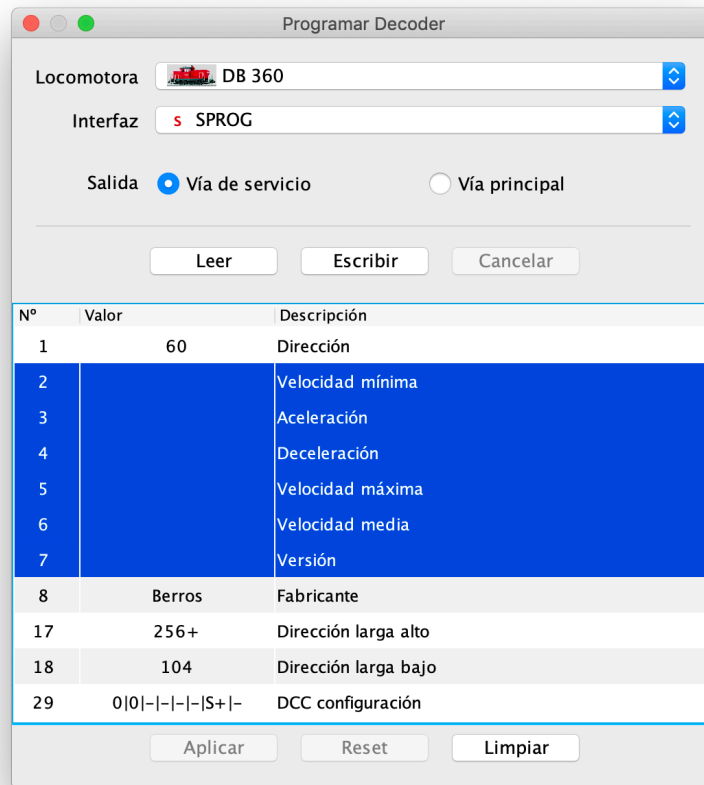 Programar Decoder
Locomotora DB 360
Interfaz S SPROG
Salida Vía de servicio Vía principal
Leer Escribir Cancelar
Nº Valor Descripción
1 60 Dirección
2 Velocidad mínima
3 Aceleración
4 Deceleración
5 Velocidad máxima
6 Velocidad media
7 Versión
8 Berros Fabricante
17 256+ Dirección larga alto
18 104 Dirección larga bajo
29 0|0|-|-|-|-|S+|- DCC configuración
Aplicar Reset Limpiar